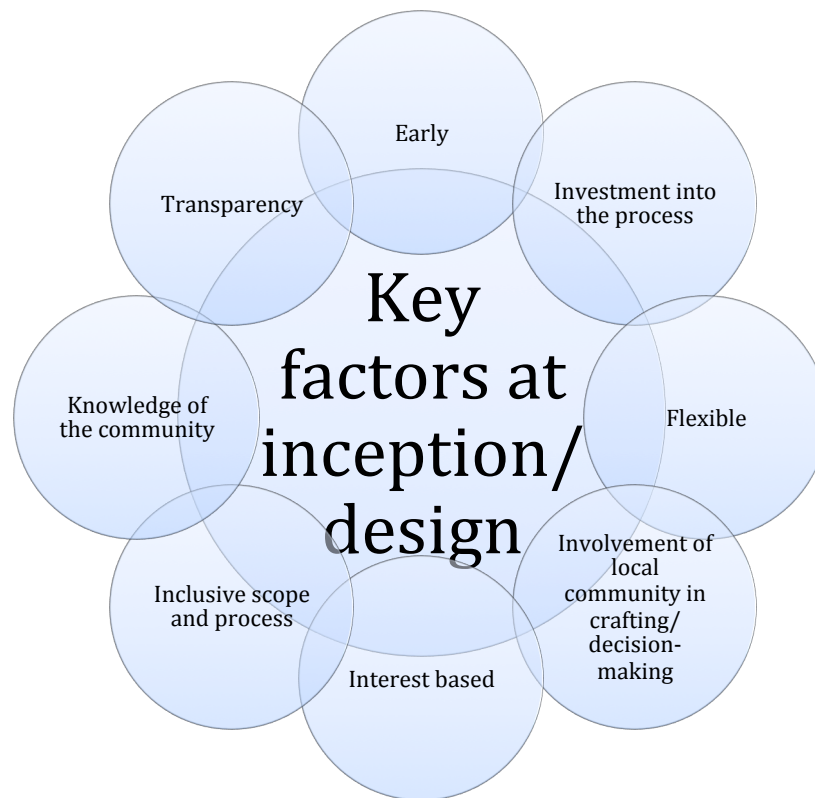 Early
Investment into
the process
Flexible
Involvement of
local
community in
crafting/
decision-
making
Interest based
Inclusive scope
and process
Knowledge of
the community
Transparency
Key
factors at
inception/
design